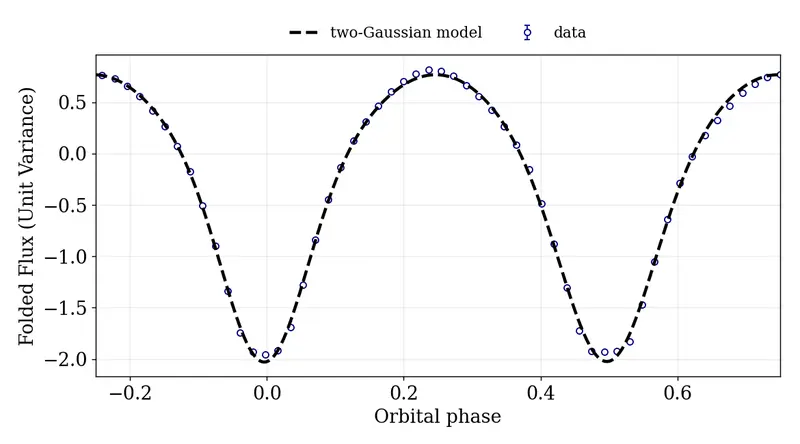 two-Gaussian model
data
Folded Flux (Unit Variance)
0.5
0.0
−0.5
−1.0
−1.5
−2.0
−0.2
0.0
0.2
0.4
0.6
Orbital phase